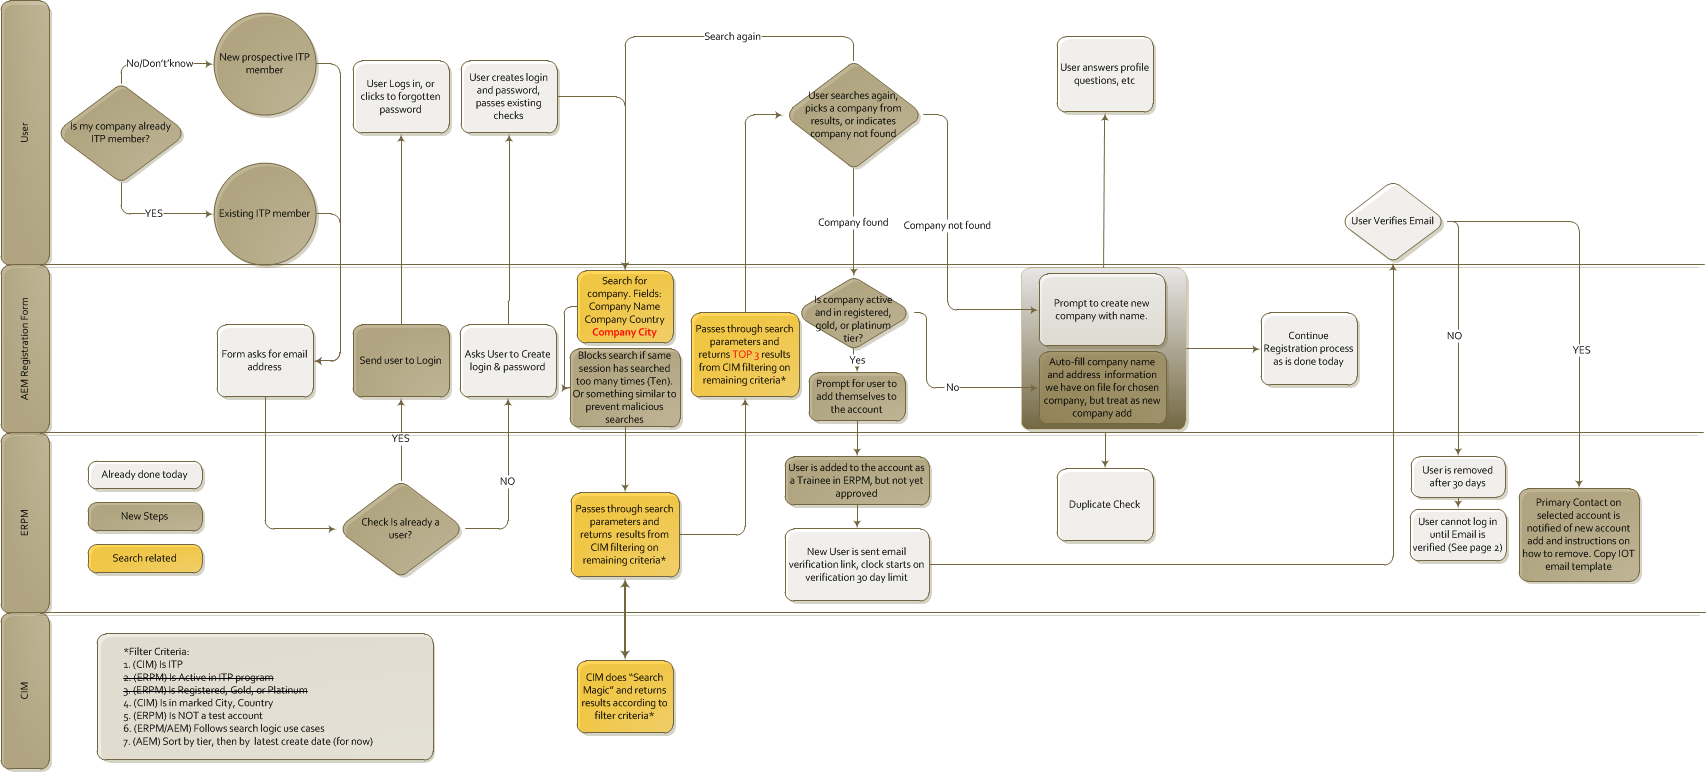 User
No/Don't'know
New prospective ITP
member
Is my company already
ITP member?
YES
Existing ITP member
User Logs in, or
clicks to forgotten
password
User creates login
and password,
passes existing
checks
Search again
User searches again,
picks a company from
results, or indicates
company not found
Company found
Company not found
User answers profile
questions, etc
User Verifies Email
AEM Registration Form
Form asks for email
address
Send user to Login
Asks User to Create
login & password
Search for
company. Fields:
Company Name
Company Country
Company City
Blocks search if same
session has searched
too many times (Ten).
Or something similar to
prevent malicious
searches
Passes through search
parameters and
returns TOP 3 results
from CIM filtering on
remaining criteria*
Is company active
and in registered,
gold, or platinum
tier?
Yes
No
Prompt for user to
add themselves to
the account
Prompt to create new
company with name.
Auto-fill company name
and address information
we have on file for chosen
company, but treat as new
company add
Continue
Registration process
as is done today
NO
YES
ERPM
Already done today
New Steps
Search related
YES
NO
Check Is already a
user?
Passes through search
parameters and
returns results from
CIM filtering on
remaining criteria*
User is added to the account as
a Trainee in ERPM, but not yet
approved
New User is sent email
verification link, clock starts on
verification 30 day limit
Duplicate Check
User is removed
after 30 days
User cannot log in
until Email is
verified (See page 2)
Primary Contact on
selected account is
notified of new account
add and instructions on
how to remove. Copy IOT
email template
CIM
*Filter Criteria:
1. (CIM) Is ITP
2. (ERPM) Is Active in ITP program
3. (ERPM) Is Registered, Gold, or Platinum
4. (CIM) Is in marked City, Country
5. (ERPM) Is NOT a test account
6. (ERPM/AEM) Follows search logic use cases
7. (AEM) Sort by tier, then by latest create date (for now)
CIM does "Search
Magic" and returns
results according to
filter criteria*